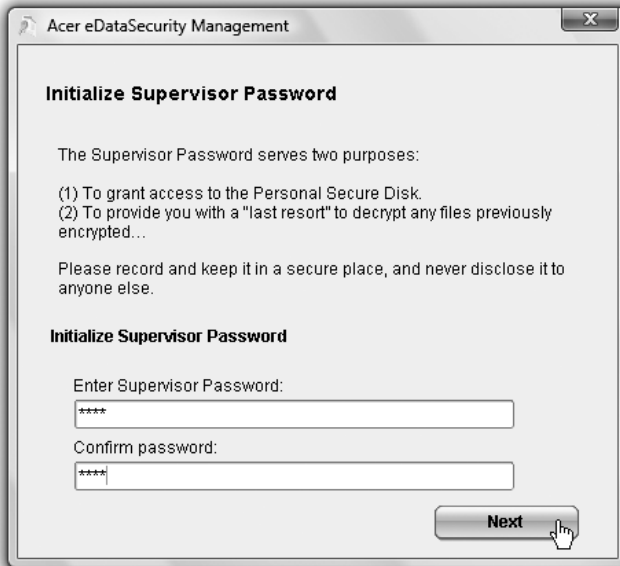 Acer eDataSecurity Management
Initialize Supervisor Password
The Supervisor Password serves two purposes:
(1) To grant access to the Personal Secure Disk.
(2) To provide you with a "last resort" to decrypt any files previously
encrypted...
Please record and keep it in a secure place, and never disclose it to
anyone else.
Initialize Supervisor Password
Enter Supervisor Password:
****
Confirm password:
****
Next